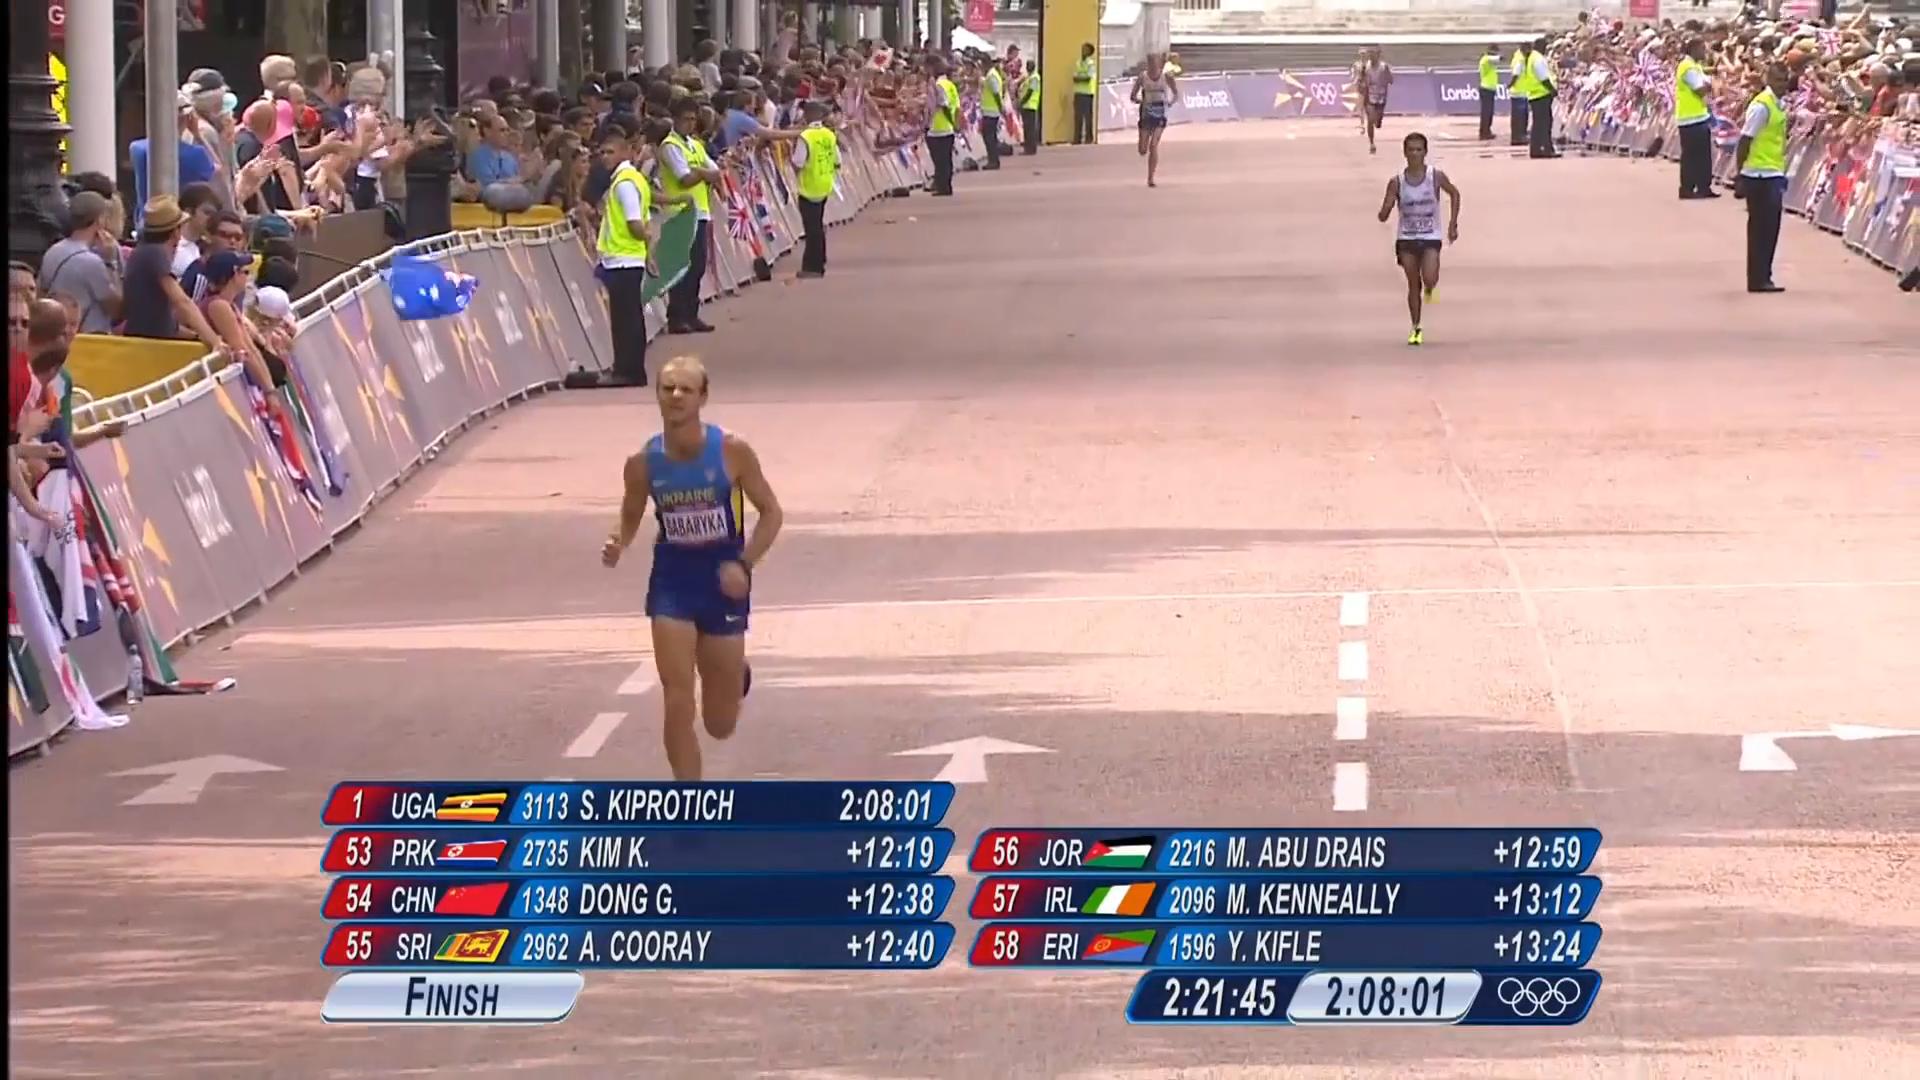 London 2012
UKRAINE
BABARYKA
1 UGA 3113 S. KIPROTICH 2:08:01
53 PRK 2735 KIM K. +12:19
54 CHN 1348 DONG G. +12:38
55 SRI 2962 A. COORAY +12:40
56 JOR 2216 M. ABU DRAIS +12:59
57 IRL 2096 M. KENNEALLY +13:12
58 ERI 1596 Y. KIFLE +13:24
FINISH
2:21:45 2:08:01